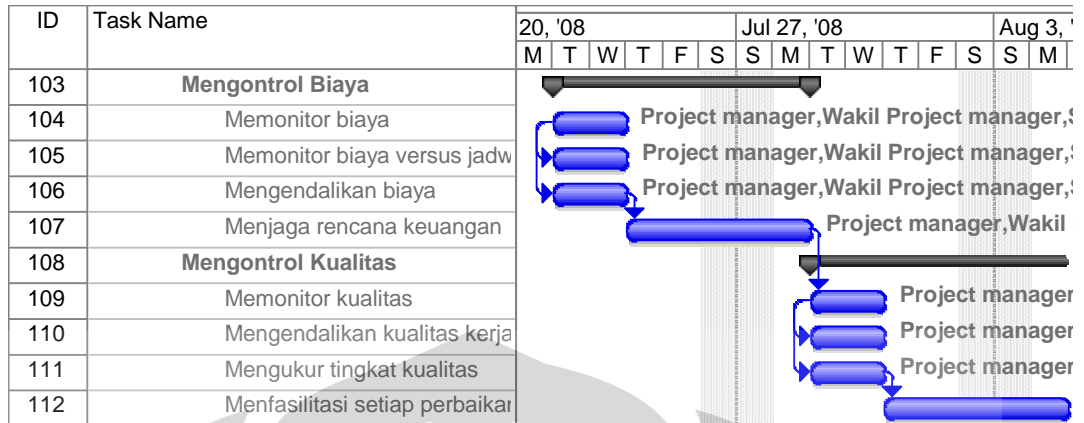 ID Task Name 20, '08 Jul 27, '08 Aug 3, '
M T W T F S S M T W T F S S M
103 Mengontrol Biaya
104 Memonitor biaya Project manager,Wakil Project manager,S
105 Memonitor biaya versus jadw Project manager,Wakil Project manager,S
106 Mengendalikan biaya Project manager,Wakil Project manager,S
107 Menjaga rencana keuangan Project manager,Wakil
108 Mengontrol Kualitas
109 Memonitor kualitas Project manager
110 Mengendalikan kualitas kerja Project manager
111 Mengukur tingkat kualitas Project manager
112 Menfasilitasi setiap perbaikan